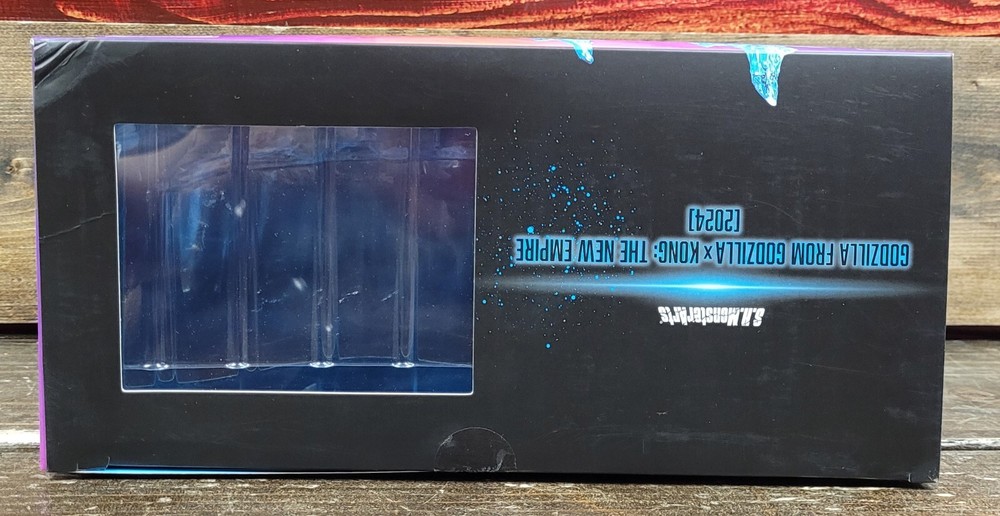 S.H.MonsterArts
GODZILLA FROM GODZILLA x KONG: THE NEW EMPIRE
[2024]